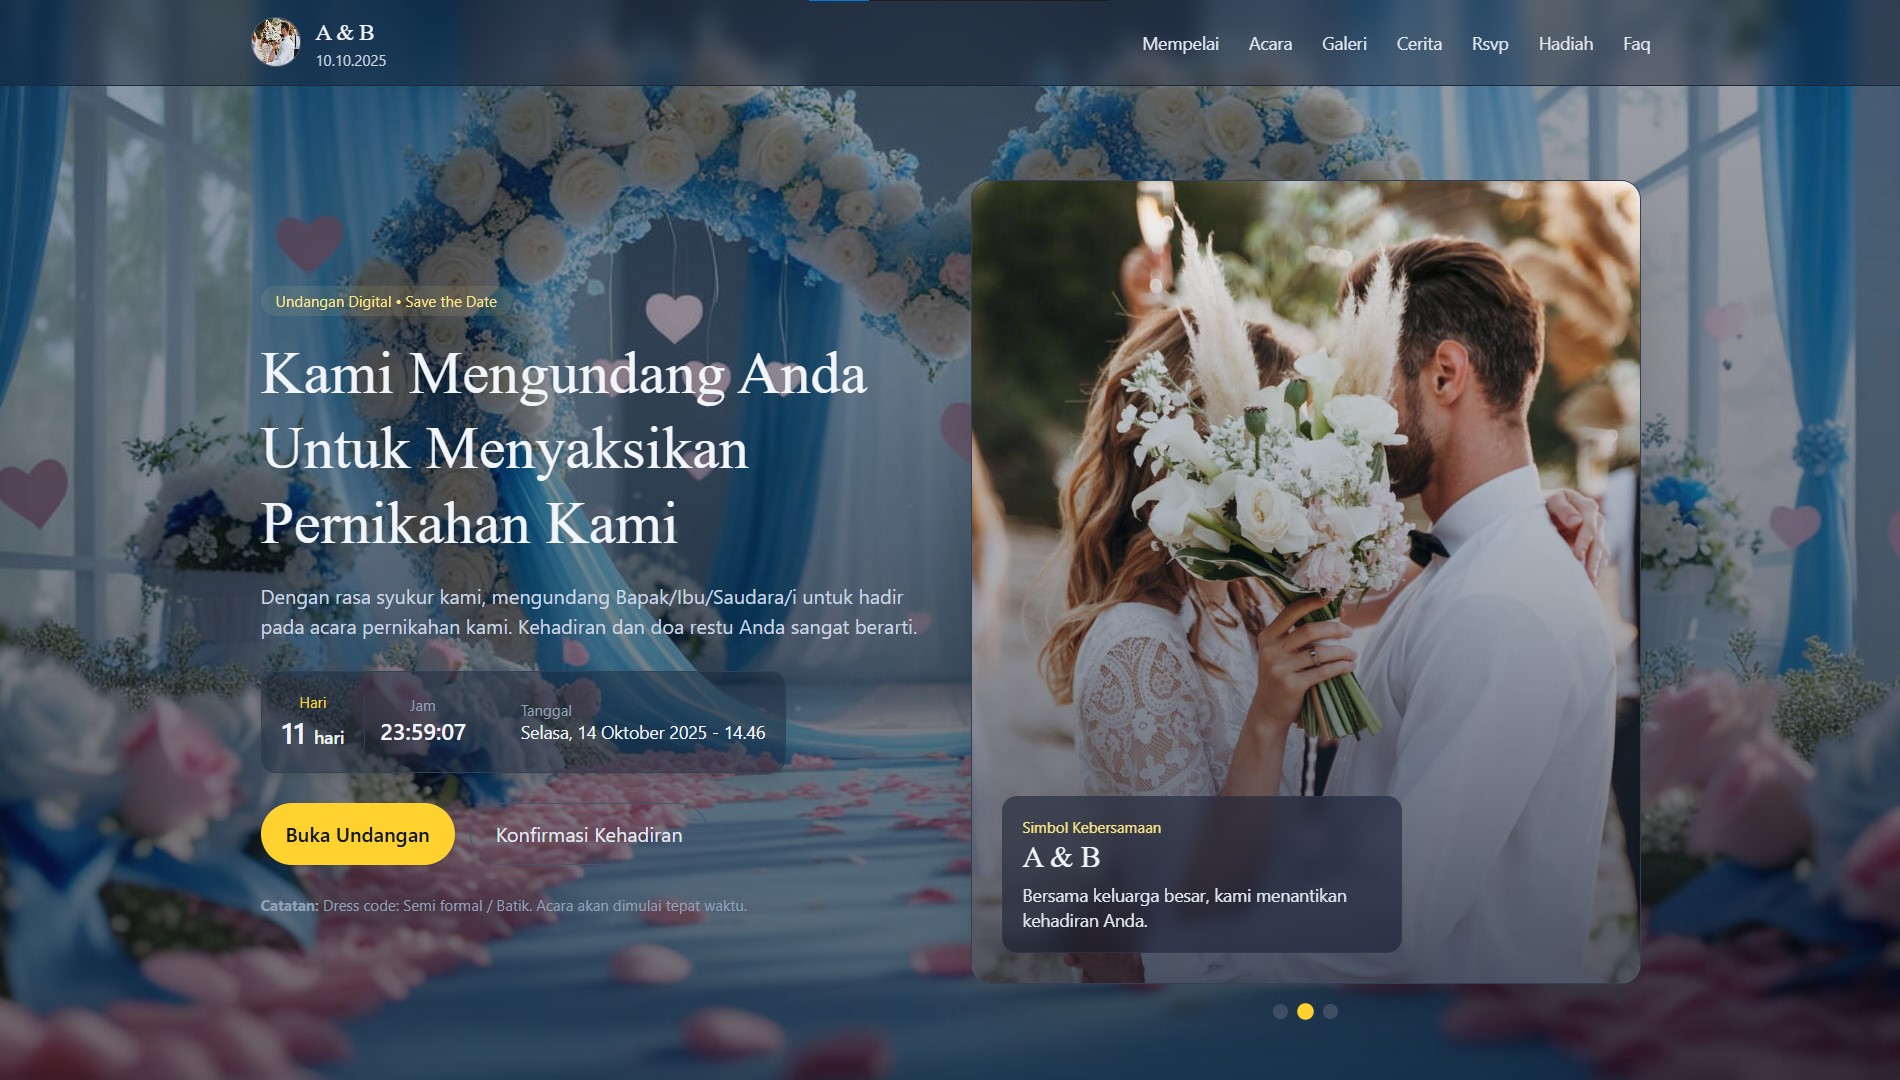 A & B
10.10.2025
Mempelai
Acara
Galeri
Cerita
Rsvp
Hadiah
Faq
Undangan Digital • Save the Date
Kami Mengundang Anda
Untuk Menyaksikan
Pernikahan Kami
Dengan rasa syukur kami, mengundang Bapak/Ibu/Saudara/i untuk hadir
pada acara pernikahan kami. Kehadiran dan doa restu Anda sangat berarti.
Hari
11 hari
Jam
23:59:07
Tanggal
Selasa, 14 Oktober 2025 - 14.46
Buka Undangan
Konfirmasi Kehadiran
Catatan: Dress code: Semi formal / Batik. Acara akan dimulai tepat waktu.
Simbol Kebersamaan
A & B
Bersama keluarga besar, kami menantikan
kehadiran Anda.